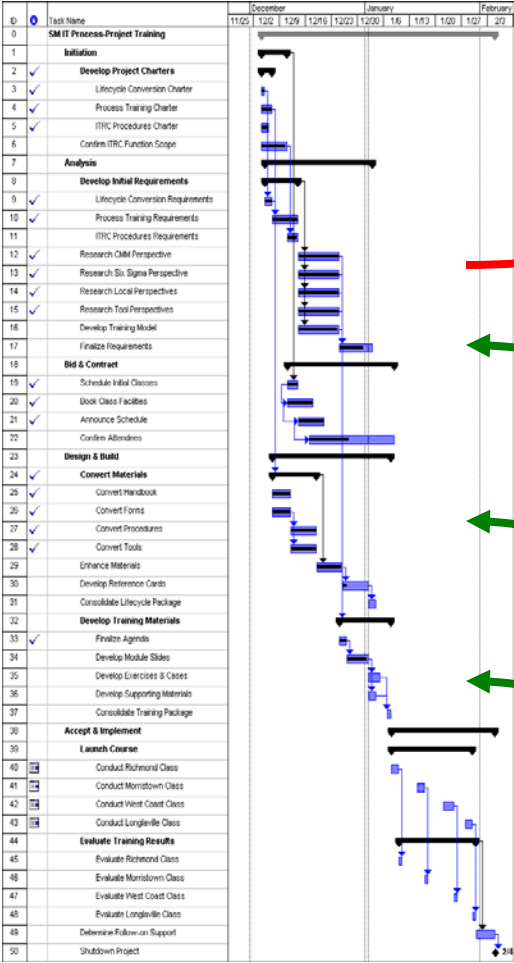 December January February
ID Task Name 11/25 12/2 12/9 12/16 12/23 12/30 1/6 1/13 1/20 1/27 2/3
0 SM IT Process-Project Training
1 Initiation
2 Develop Project Charters
3 Lifecycle Conversion Charter
4 Process Training Charter
5 ITRC Procedures Charter
6 Confirm ITRC Function Scope
7 Analysis
8 Develop Initial Requirements
9 Lifecycle Conversion Requirements
10 Process Training Requirements
11 ITRC Procedures Requirements
12 Research CMM Perspective
13 Research Six Sigma Perspective
14 Research Local Perspectives
15 Research Tool Perspectives
16 Develop Training Model
17 Finalize Requirements
18 Bid & Contract
19 Schedule Initial Classes
20 Book Class Facilities
21 Announce Schedule
22 Confirm Attendees
23 Design & Build
24 Convert Materials
25 Convert Handbook
26 Convert Forms
27 Convert Procedures
28 Convert Tools
29 Enhance Materials
30 Develop Reference Cards
31 Consolidate Lifecycle Package
32 Develop Training Materials
33 Finalize Agenda
34 Develop Module Slides
35 Develop Exercises & Cases
36 Develop Supporting Materials
37 Consolidate Training Package
38 Accept & Implement
39 Launch Course
40 Conduct Richmond Class
41 Conduct Morristown Class
42 Conduct West Coast Class
43 Conduct Longlaville Class
44 Evaluate Training Results
45 Evaluate Richmond Class
46 Evaluate Morristown Class
47 Evaluate West Coast Class
48 Evaluate Longlaville Class
49 Determine Follow-on Support
50 Shutdown Project 2/4